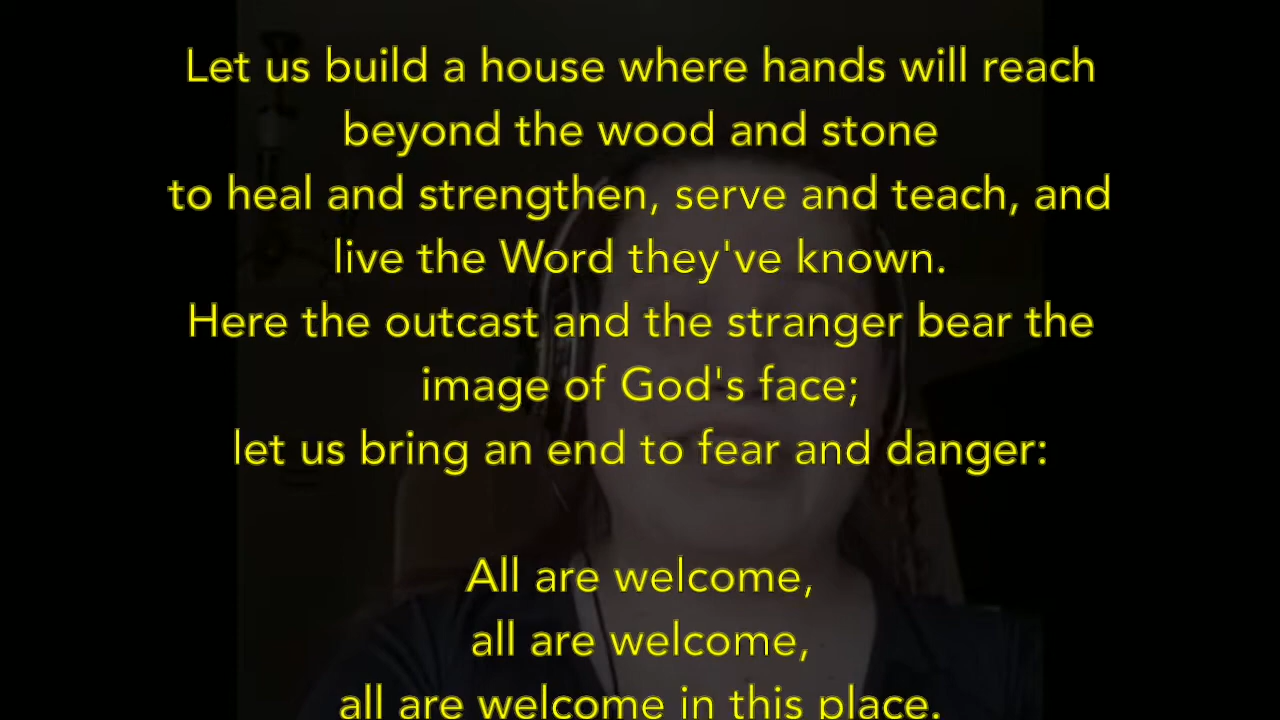 Let us build a house where hands will reach
beyond the wood and stone
to heal and strengthen, serve and teach, and
live the Word they've known.
Here the outcast and the stranger bear the
image of God's face;
let us bring an end to fear and danger:
All are welcome,
all are welcome,
all are welcome in this place.